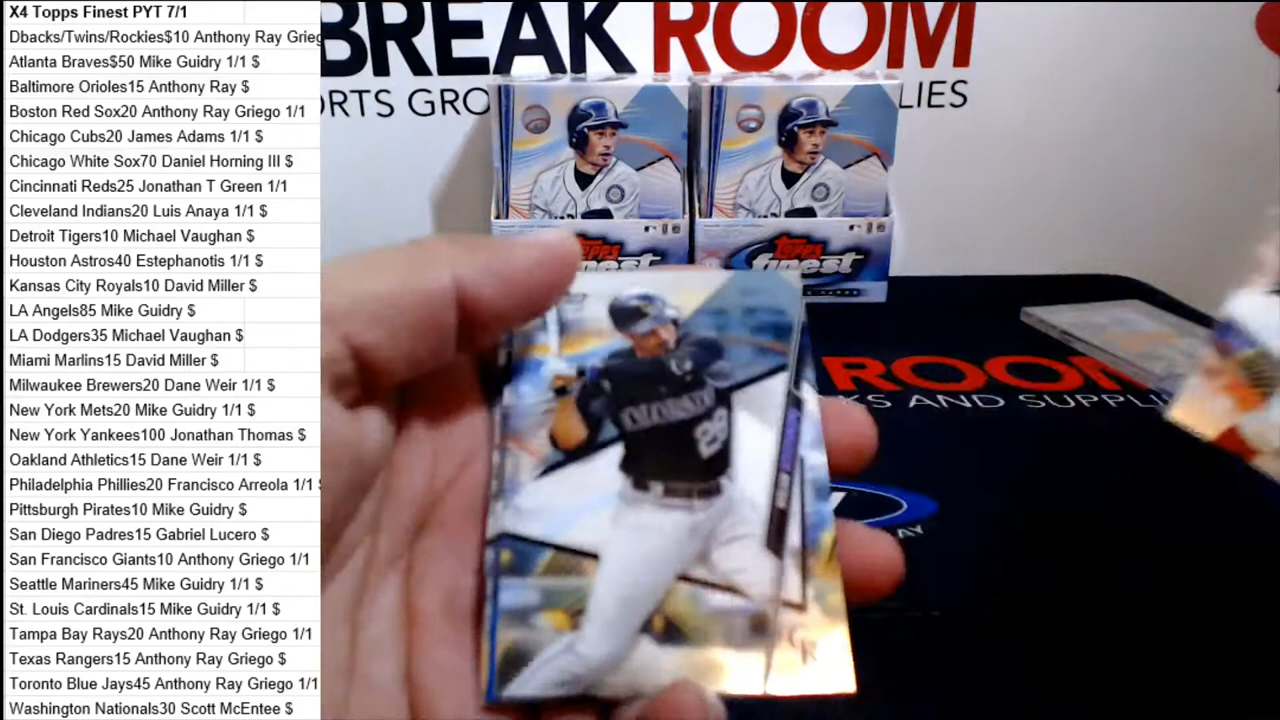 X4 Topps Finest PYT 7/1
Dbacks/Twins/Rockies$10 Anthony Ray Grieg
Atlanta Braves$50 Mike Guidry 1/1 $
Baltimore Orioles15 Anthony Ray $
Boston Red Sox20 Anthony Ray Griego 1/1
Chicago Cubs20 James Adams 1/1 $
Chicago White Sox70 Daniel Horning III $
Cincinnati Reds25 Jonathan T Green 1/1
Cleveland Indians20 Luis Anaya 1/1 $
Detroit Tigers10 Michael Vaughan $
Houston Astros40 Estephanotis 1/1 $
Kansas City Royals10 David Miller $
LA Angels85 Mike Guidry $
LA Dodgers35 Michael Vaughan $
Miami Marlins15 David Miller $
Milwaukee Brewers20 Dane Weir 1/1 $
New York Mets20 Mike Guidry 1/1 $
New York Yankees100 Jonathan Thomas $
Oakland Athletics15 Dane Weir 1/1 $
Philadelphia Phillies20 Francisco Arreola 1/1 $
Pittsburgh Pirates10 Mike Guidry $
San Diego Padres15 Gabriel Lucero $
San Francisco Giants10 Anthony Griego 1/1
Seattle Mariners45 Mike Guidry 1/1 $
St. Louis Cardinals15 Mike Guidry 1/1 $
Tampa Bay Rays20 Anthony Ray Griego 1/1
Texas Rangers15 Anthony Ray Griego $
Toronto Blue Jays45 Anthony Ray Griego 1/1
Washington Nationals30 Scott McEntee $
BREAK ROOM
RTS GRO LIES
TOPPS finest
TOPPS finest
ROOM
KS AND SUPPLI
AY
COLORADO
28